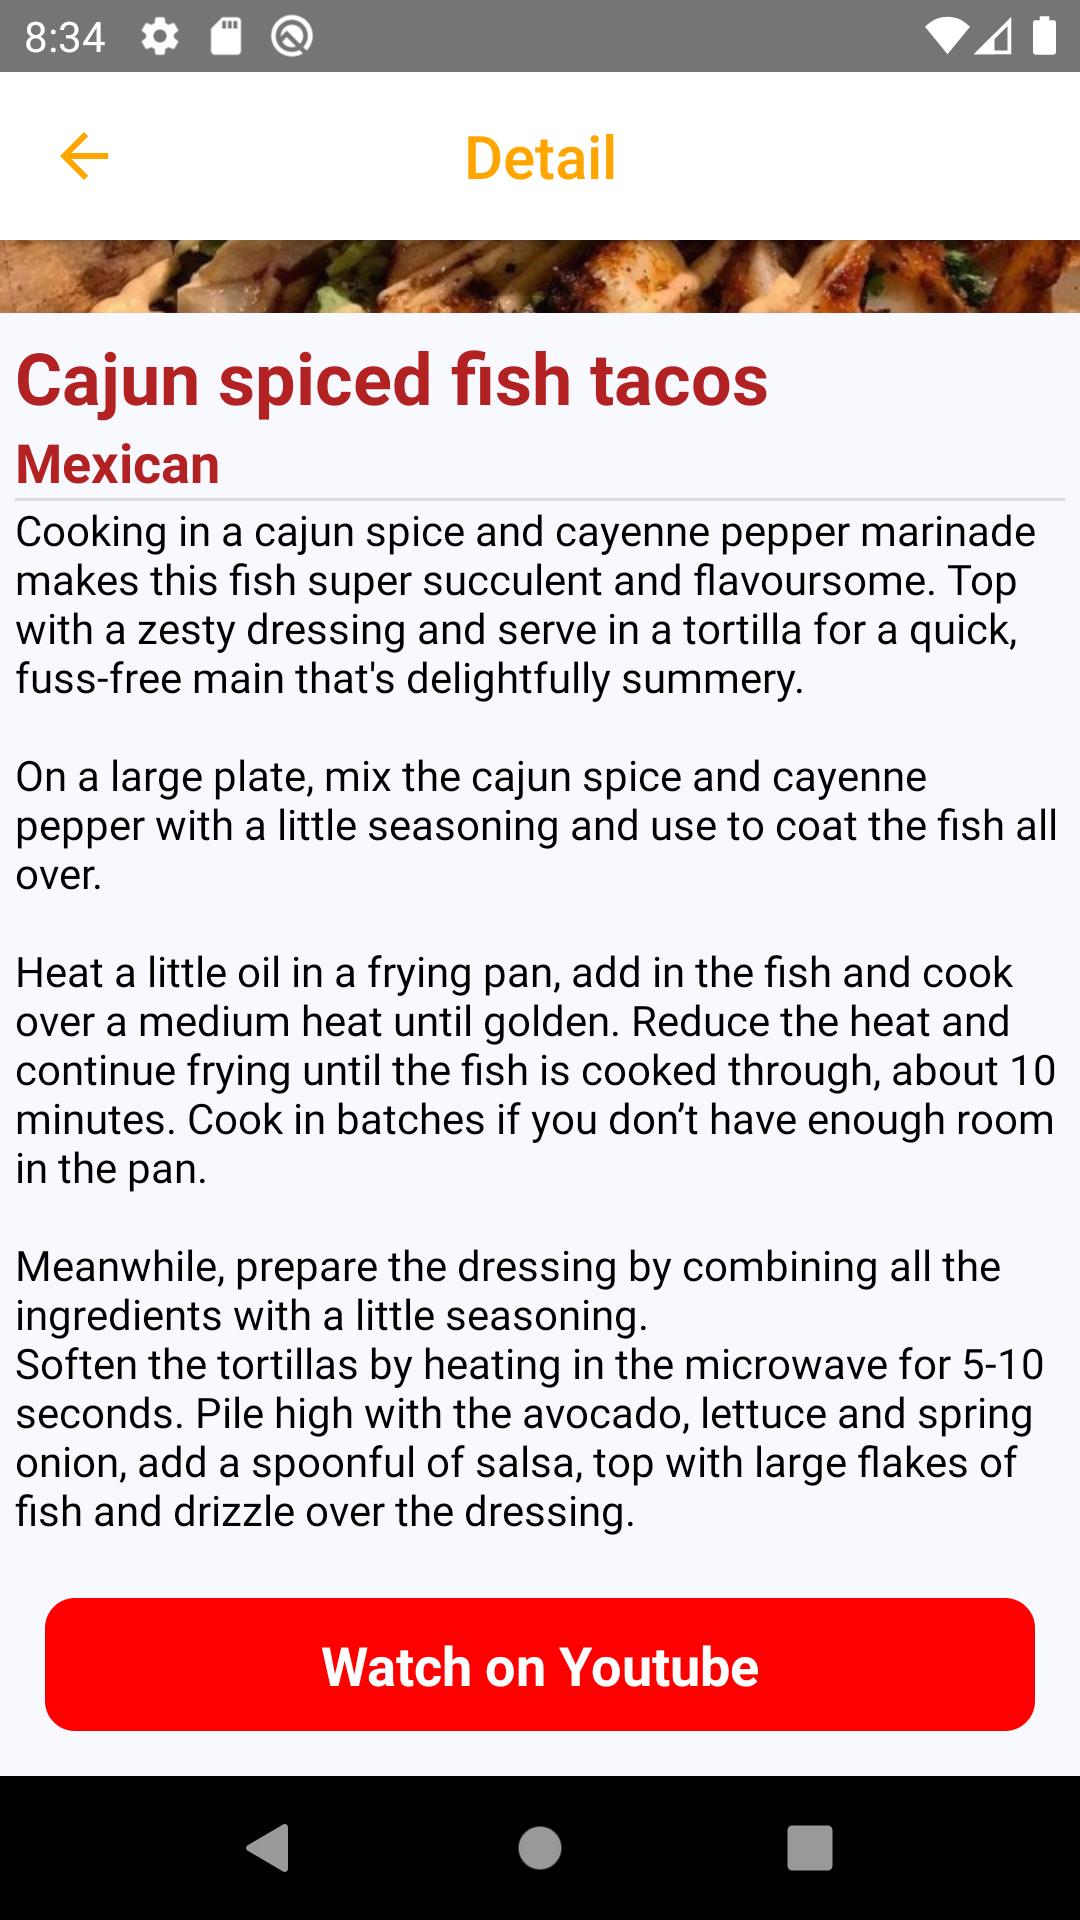 8:34
Detail
Cajun spiced fish tacos
Mexican
Cooking in a cajun spice and cayenne pepper marinade
makes this fish super succulent and flavoursome. Top
with a zesty dressing and serve in a tortilla for a quick,
fuss-free main that's delightfully summery.
On a large plate, mix the cajun spice and cayenne
pepper with a little seasoning and use to coat the fish all
over.
Heat a little oil in a frying pan, add in the fish and cook
over a medium heat until golden. Reduce the heat and
continue frying until the fish is cooked through, about 10
minutes. Cook in batches if you don’t have enough room
in the pan.
Meanwhile, prepare the dressing by combining all the
ingredients with a little seasoning.
Soften the tortillas by heating in the microwave for 5-10
seconds. Pile high with the avocado, lettuce and spring
onion, add a spoonful of salsa, top with large flakes of
fish and drizzle over the dressing.
Watch on Youtube